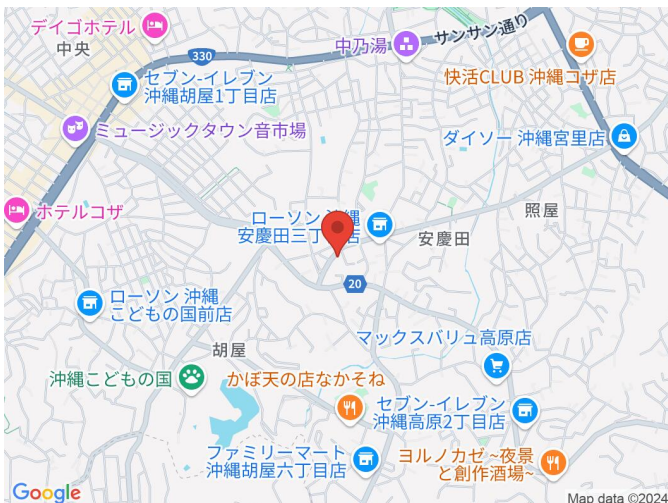 デイゴホテル
中央
330
中乃湯
サンサン通り
快活CLUB 沖縄コザ店
セブン-イレブン
沖縄胡屋1丁目店
ミュージックタウン音市場
ダイソー 沖縄宮里店
ホテルコザ
ローソン 沖縄
安慶田三丁目店
照屋
安慶田
20
ローソン 沖縄
こどもの国前店
マックスバリュ高原店
胡屋
沖縄こどもの国
かぼ天の店なかそね
セブン-イレブン
沖縄高原2丁目店
ファミリーマート
沖縄胡屋六丁目店
ヨルノカゼ ~夜景
と創作酒場~
Google
Map data ©2024